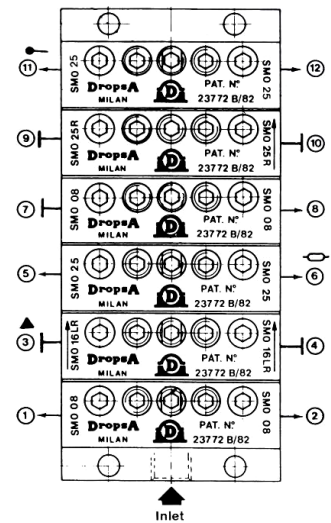 11 SMO 25 DropsA MILAN D PAT. N° 23772 B/82 SMO 25 12
9 SMO 25R DropsA MILAN D PAT. N° 23772 B/82 SMO 25R 10
7 SMO 08 DropsA MILAN D PAT. N° 23772 B/82 SMO 08 8
5 SMO 25 DropsA MILAN D PAT. N° 23772 B/82 SMO 25 6
3 SMO 16LR DropsA MILAN D PAT. N° 23772 B/82 SMO 16LR 4
1 SMO 08 DropsA MILAN D PAT. N° 23772 B/82 SMO 08 2
Inlet